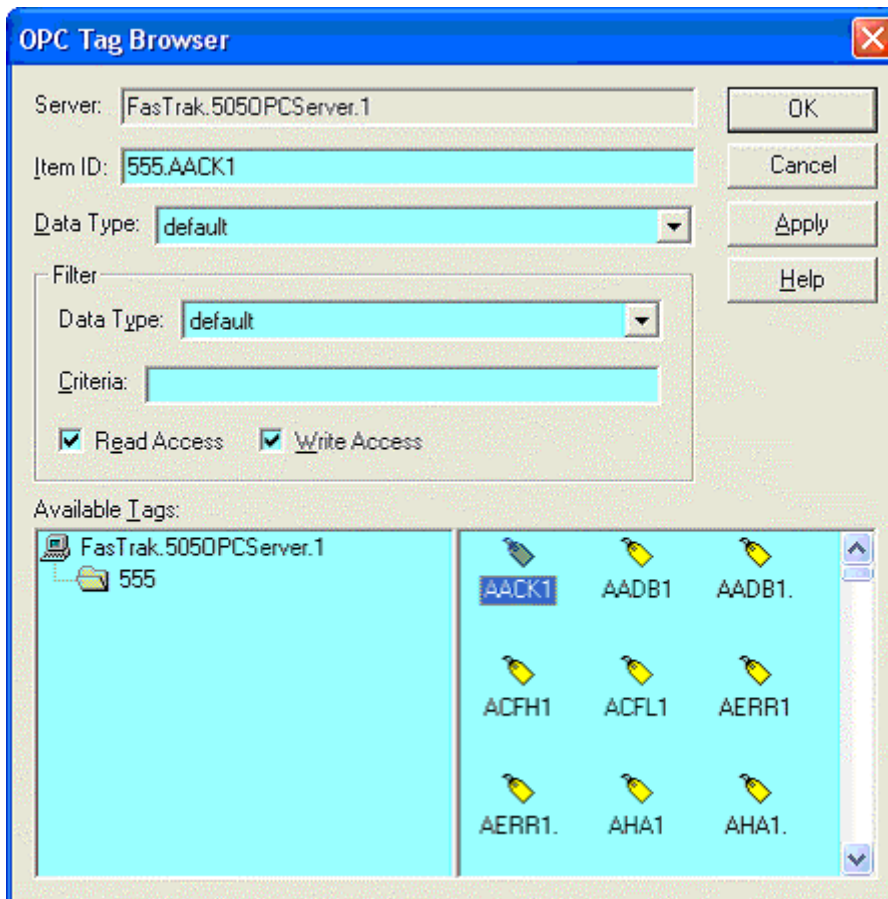 OPC Tag Browser
Server: FasTrak.505OPCServer.1
OK
Item ID: 555.AACK1
Cancel
Data Type: default
Apply
Filter
Help
Data Type: default
Criteria:
Read Access Write Access
Available Tags:
FasTrak.505OPCServer.1
555
AACK1 AADB1 AADB1.
ACFH1 ACFL1 AERR1
AERR1. AHA1 AHA1.